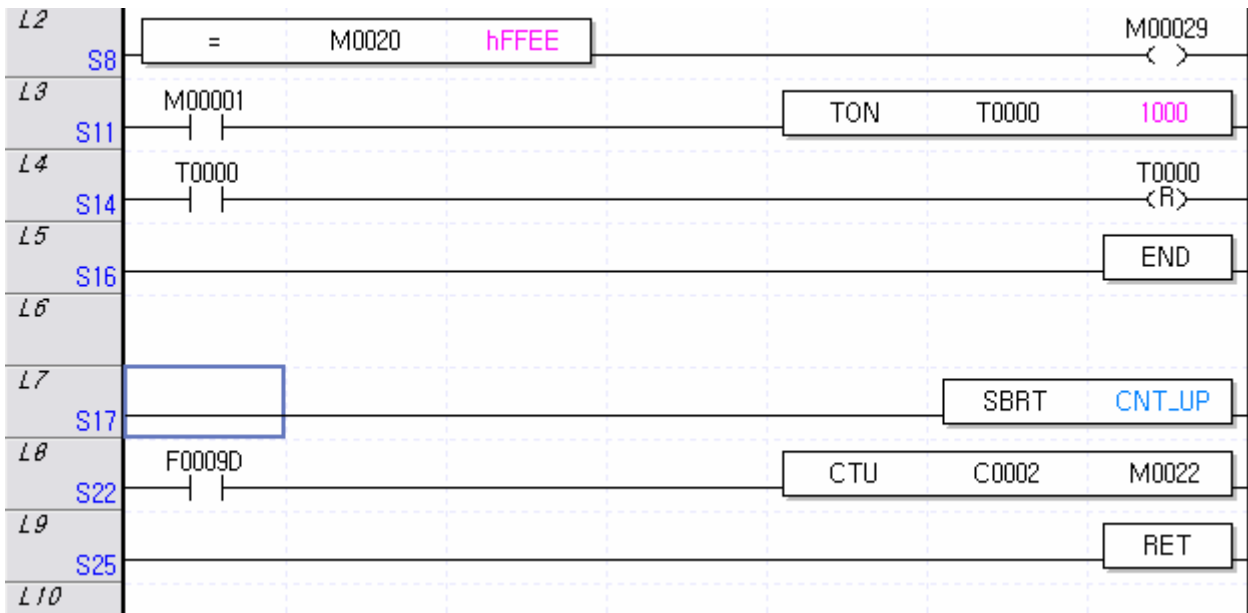 L2
M00029
= M0020 hFFEE
S8
( )
L3
M00001
TON T0000 1000
S11
L4
T0000 T0000
S14
(R)
L5
END
S16
L6
L7
SBRT CNT_UP
S17
L8
F0009D
CTU C0002 M0022
S22
L9
RET
S25
L10